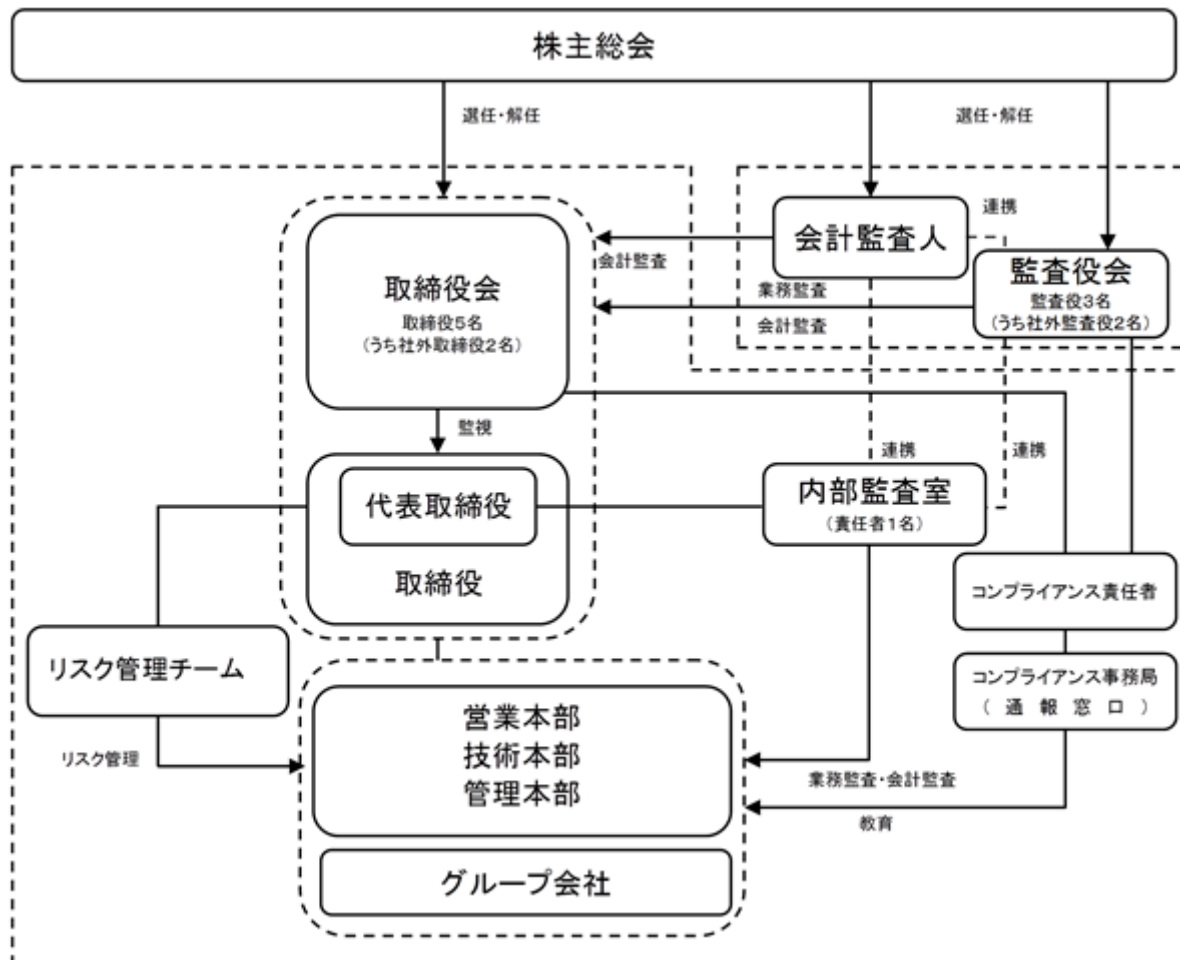 株主総会
選任・解任
選任・解任
会計監査人
連携
取締役会
取締役5名
(うち社外取締役2名)
会計監査
業務監査
会計監査
監査役会
監査役3名
(うち社外監査役2名)
監視
連携
連携
代表取締役
取締役
内部監査室
(責任者1名)
コンプライアンス責任者
リスク管理チーム
コンプライアンス事務局
(通報窓口)
リスク管理
営業本部
技術本部
管理本部
業務監査・会計監査
教育
グループ会社